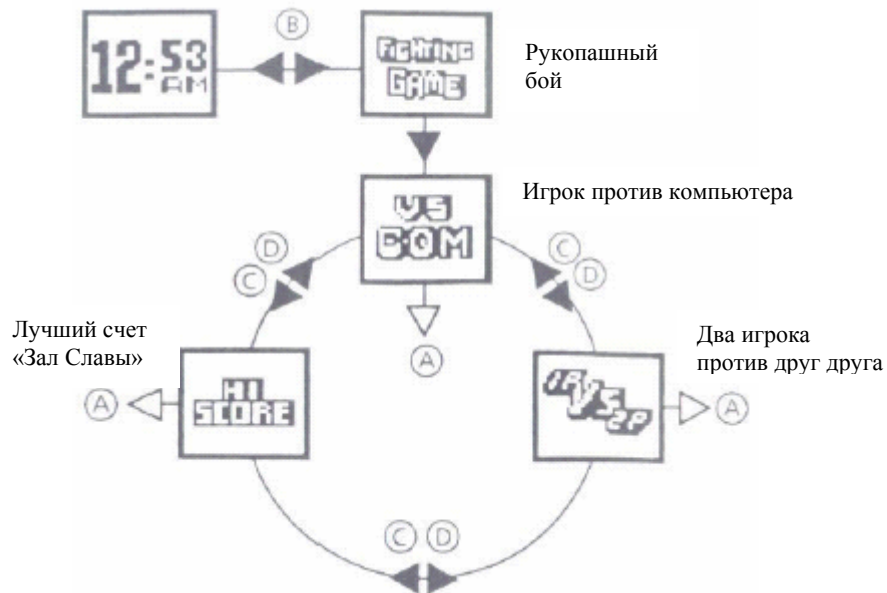 B
12:53
AM
FIGHTING
GAME
Рукопашный
бой
VS
COM
Игрок против компьютера
D
C
C
D
Лучший счет
«Зал Славы»
A
Два игрока
против друг друга
A
HI
SCORE
1P
VS
2P
A
C D